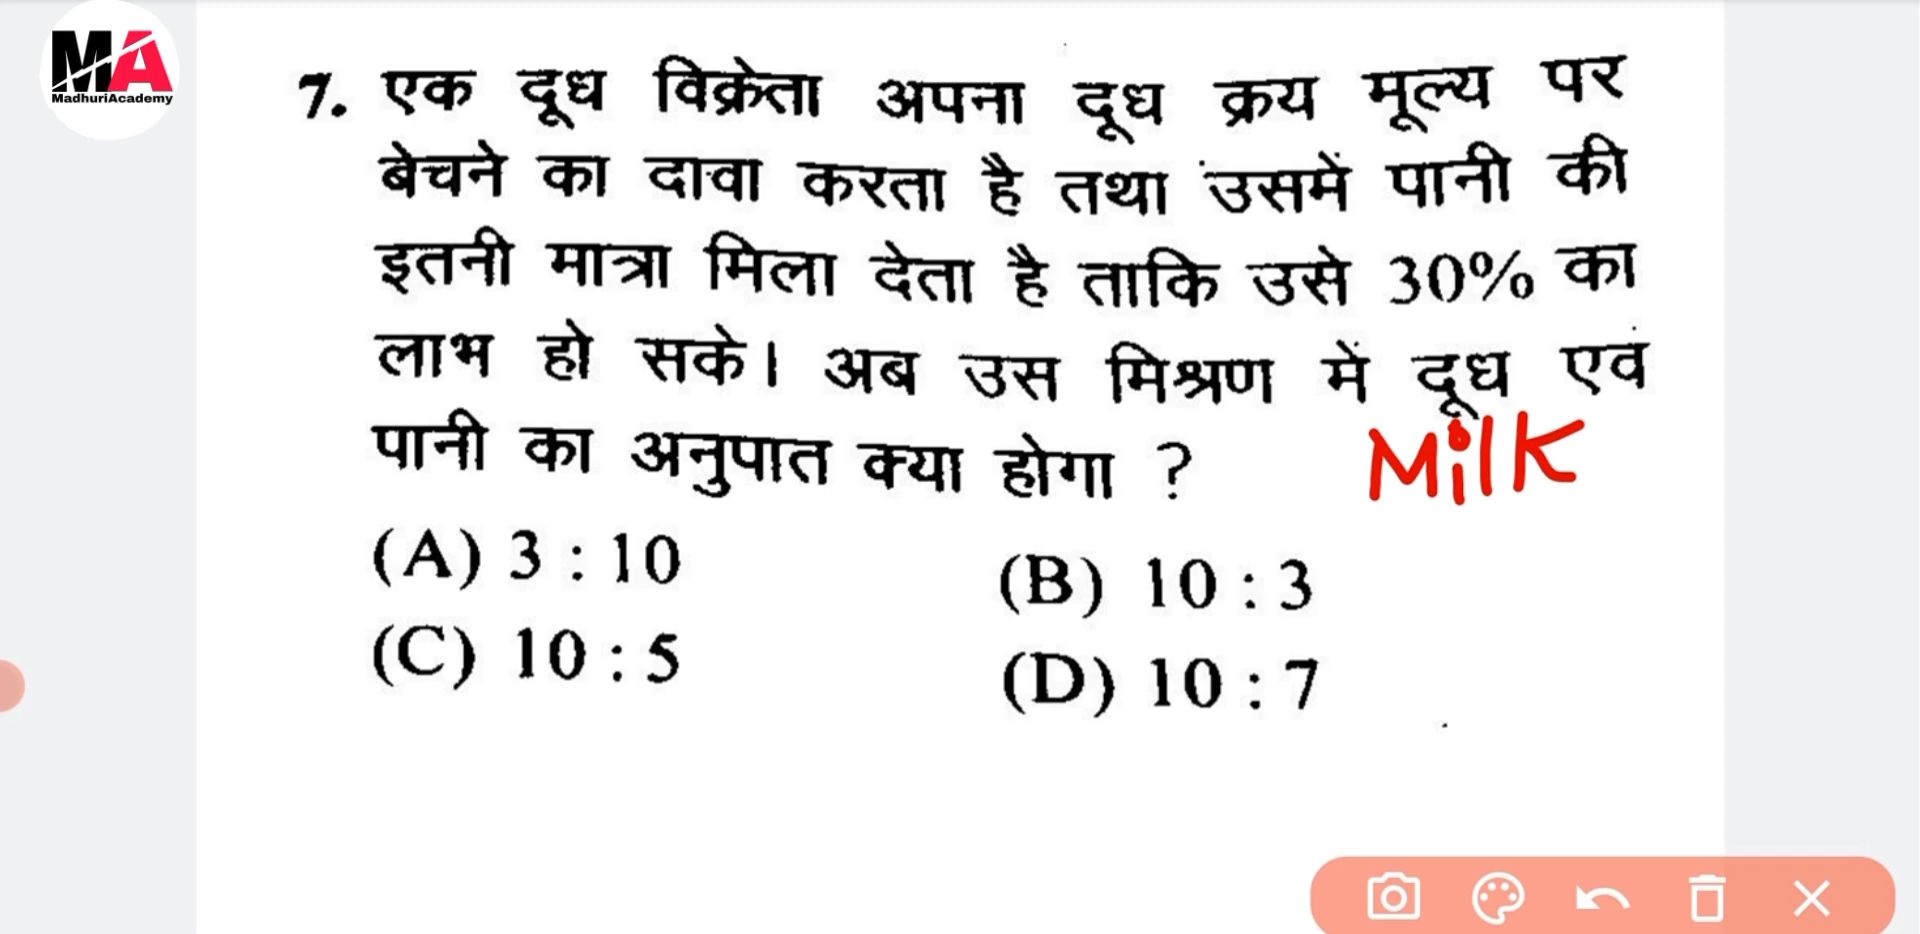 MA
MadhuriAcademy
7. एक दूध विक्रेता अपना दूध क्रय मूल्य पर
बेचने का दावा करता है तथा उसमें पानी की
इतनी मात्रा मिला देता है ताकि उसे 30% का
लाभ हो सके। अब उस मिश्रण में दूध एवं
पानी का अनुपात क्या होगा ?
Milk
(A) 3 : 10
(B) 10 : 3
(C) 10 : 5
(D) 10 : 7